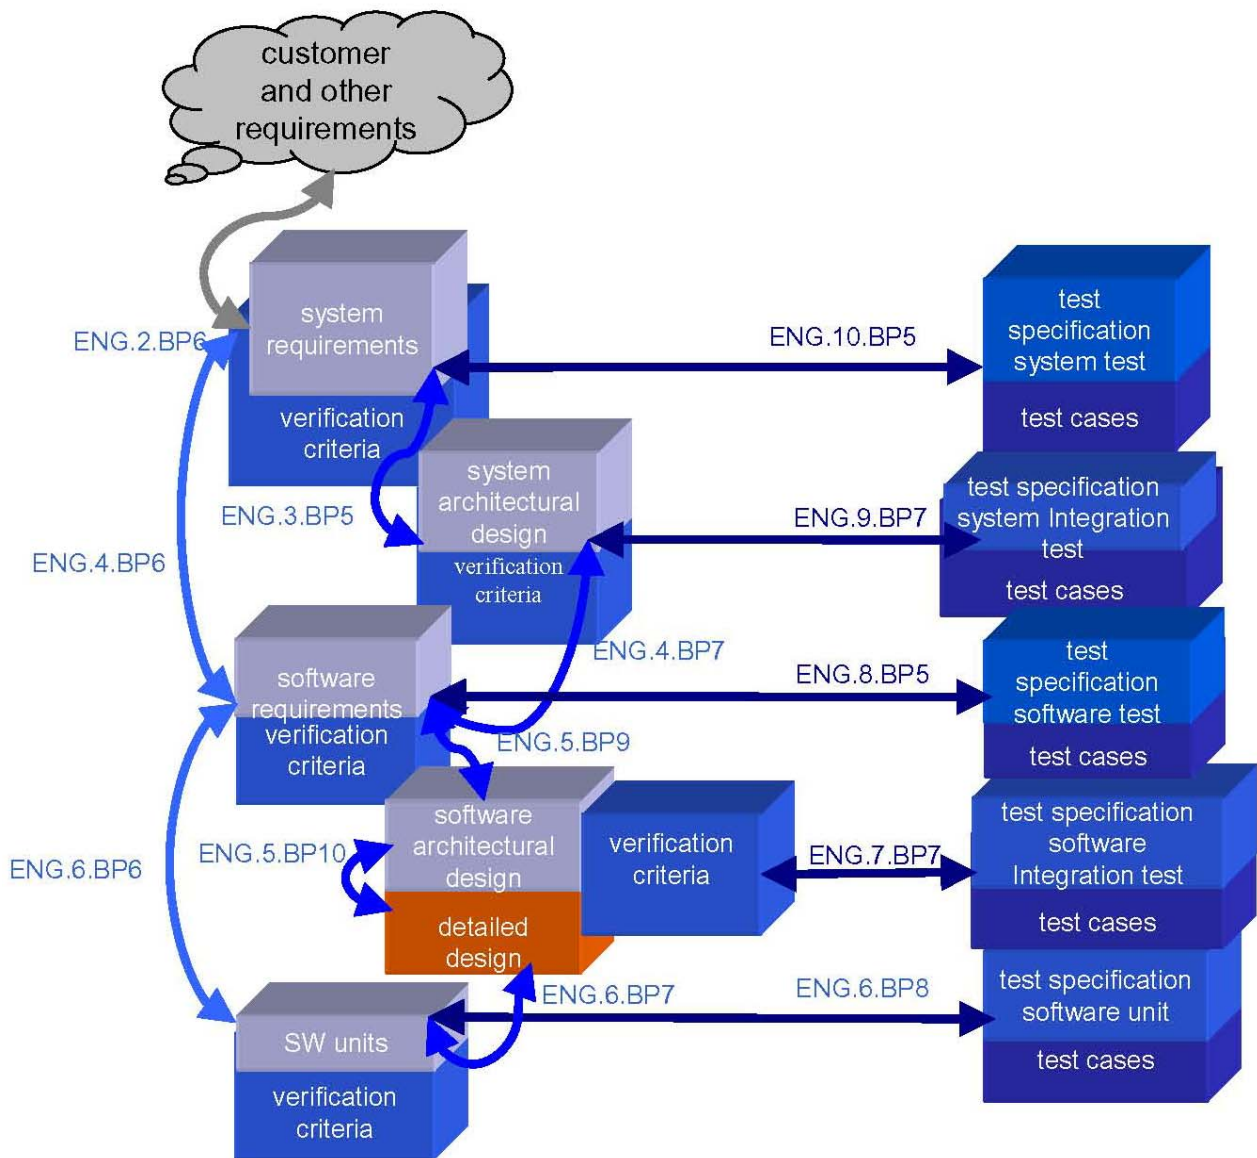 customer
and other
requirements
system
requirements
ENG.2.BP6
ENG.10.BP5
test
specification
system test
verification
criteria
test cases
system
architectural
design
ENG.3.BP5
ENG.9.BP7
test specification
system Integration
test
ENG.4.BP6
verification
criteria
test cases
ENG.4.BP7
software
requirements
ENG.8.BP5
test
specification
software test
verification
criteria
ENG.5.BP9
test cases
software
architectural
design
ENG.5.BP10
verification
criteria
ENG.7.BP7
test specification
software
Integration test
ENG.6.BP6
detailed
design
test cases
ENG.6.BP7
ENG.6.BP8
test specification
software unit
SW units
test cases
verification
criteria